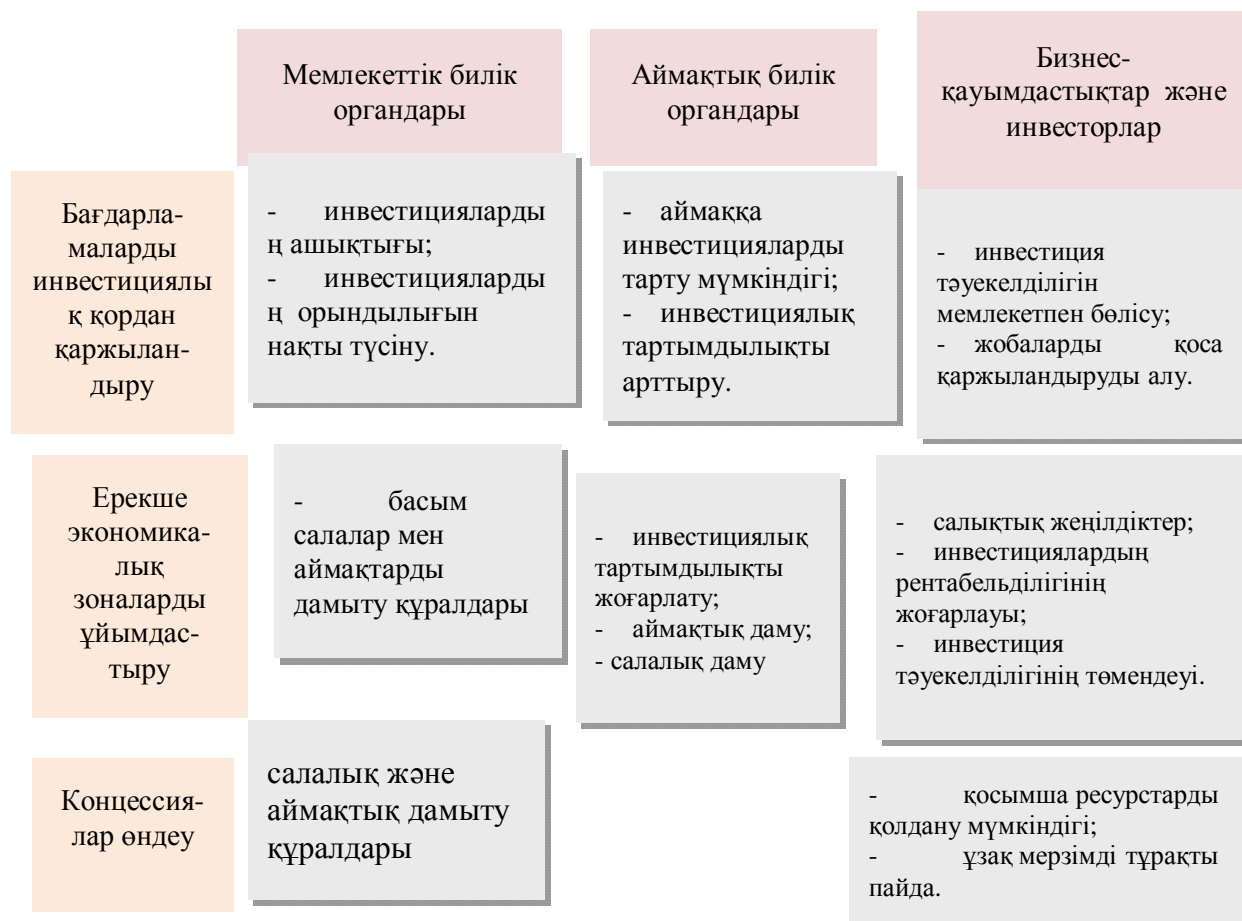 Мемлекеттік билік
органдары
Аймақтық билік
органдары
Бизнес-
қауымдастықтар және
инвесторлар
Бағдарла-
маларды
инвестициялы
қ қордан
қаржылан-
дыру
- инвестицияларды
ң ашықтығы;
- инвестицияларды
ң орындылығын
нақты түсіну.
- аймаққа
инвестицияларды
тарту мүмкіндігі;
- инвестициялық
тартымдылықты
арттыру.
- инвестиция
тәуекелділігін
мемлекетпен бөлісу;
- жобаларды қоса
қаржыландыруды алу.
Ерекше
экономика-
лық
зоналарды
ұйымдас-
тыру
- басым
салалар мен
аймақтарды
дамыту құралдары
- инвестициялық
тартымдылықты
жоғарлату;
- аймақтық даму;
- салалық даму
- салықтық жеңілдіктер;
- инвестициялардың
рентабельділігінің
жоғарлауы;
- инвестиция
тәуекелділігінің төмендеуі.
Концессия-
лар өндеу
салалық және
аймақтық дамыту
құралдары
- қосымша ресурстарды
қолдану мүмкіндігі;
- ұзақ мерзімді тұрақты
пайда.